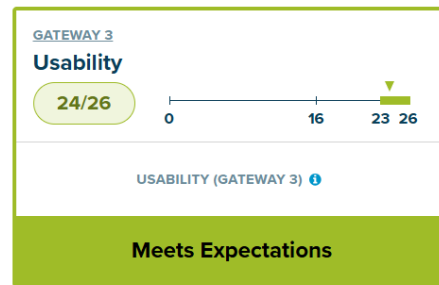 GATEWAY 3
Usability
24/26
0 16 23 26
USABILITY (GATEWAY 3)
Meets Expectations